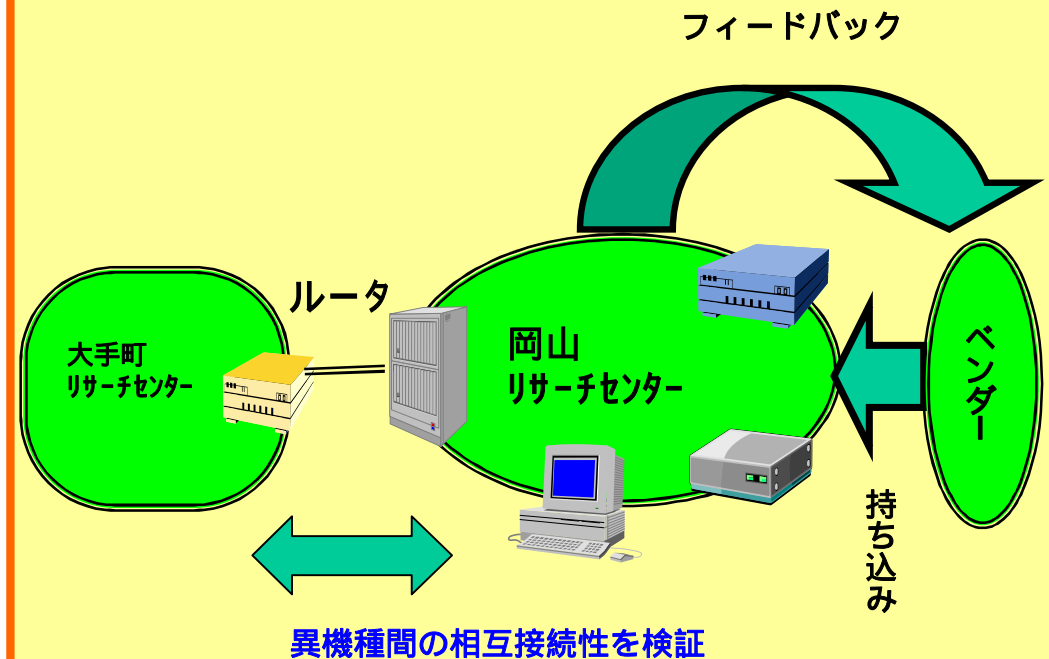 フィードバック
ルータ
大手町
リサーチセンター
岡山
リサーチセンター
ベンダー
持ち込み
異機種間の相互接続性を検証